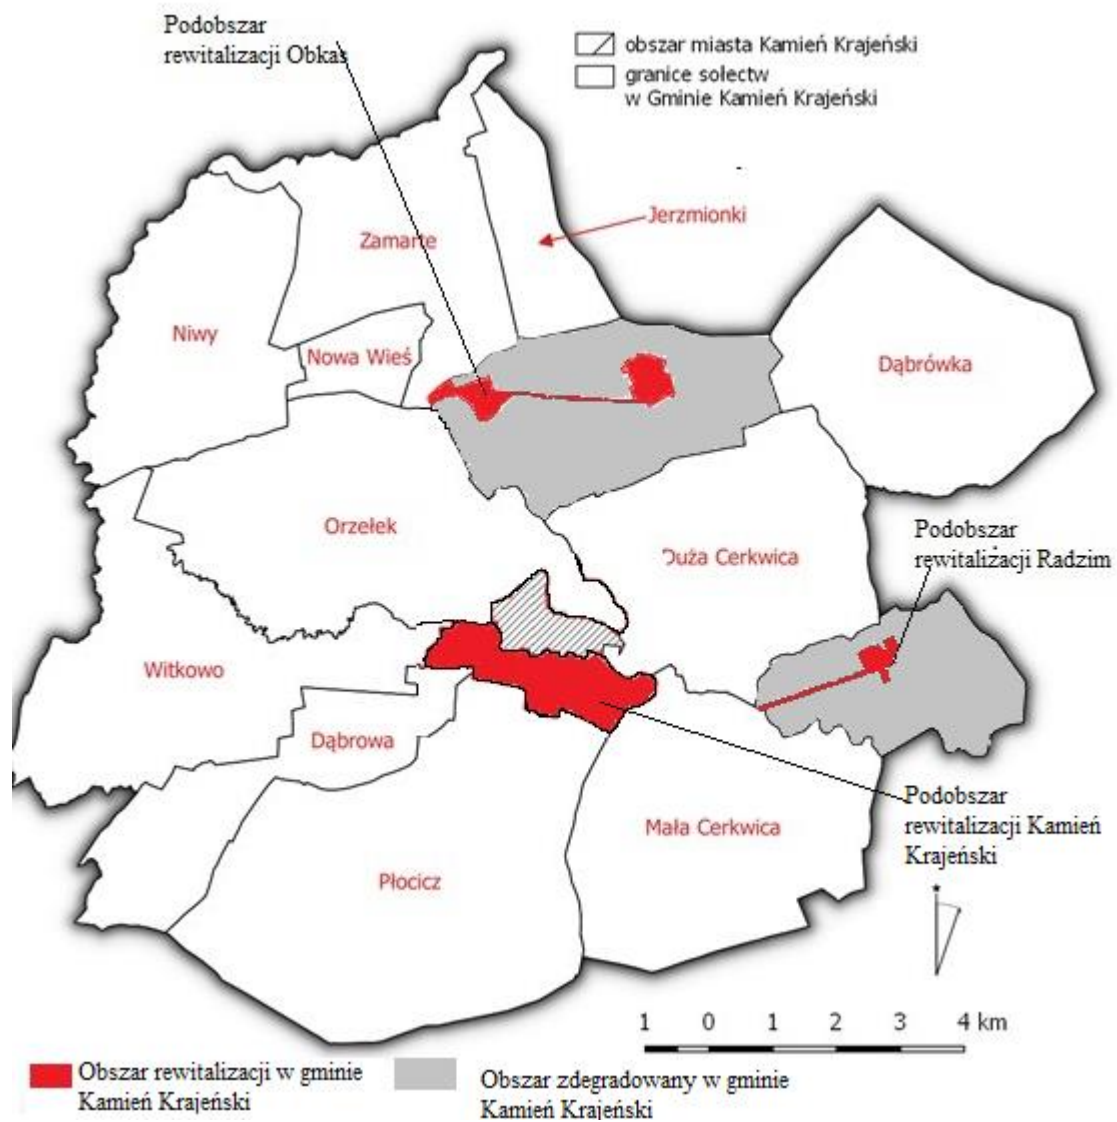 Podobszar
rewitalizacji Obkas
obszar miasta Kamień Krajeński
granice sołectw
w Gminie Kamień Krajeński
Jerzmionki
Zamarte
Niwy
Nowa Wieś
Dąbrówka
Orzełek
Podobszar
rewitalizacji Radzim
Duża Cerkwica
Witkowo
Dąbrowa
Podobszar
rewitalizacji Kamień
Krajeński
Mała Cerkwica
Płocicz
1 0 1 2 3 4 km
Obszar rewitalizacji w gminie
Kamień Krajeński
Obszar zdegradowany w gminie
Kamień Krajeński